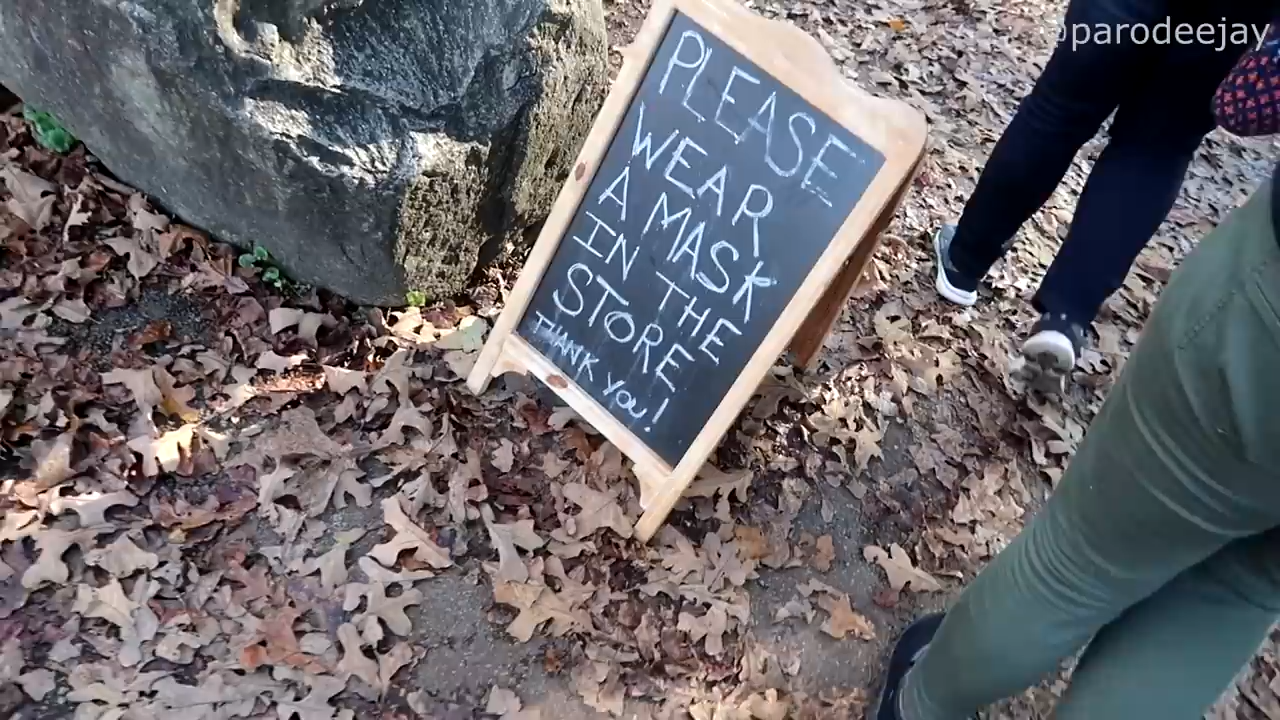 @parodeejay
PLEASE
WEAR
A MASK
IN THE
STORE
THANK YOU!